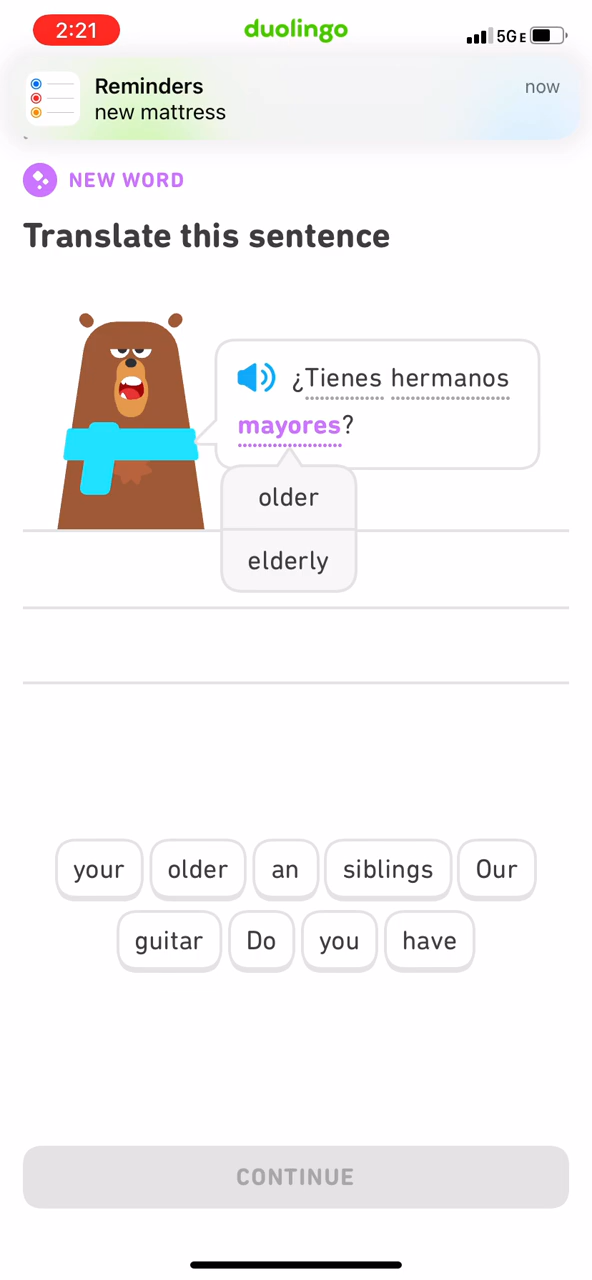 2:21
duolingo
5G E
Reminders
now
new mattress
NEW WORD
Translate this sentence
¿Tienes hermanos
mayores?
older
elderly
your older an siblings Our
guitar Do you have
CONTINUE